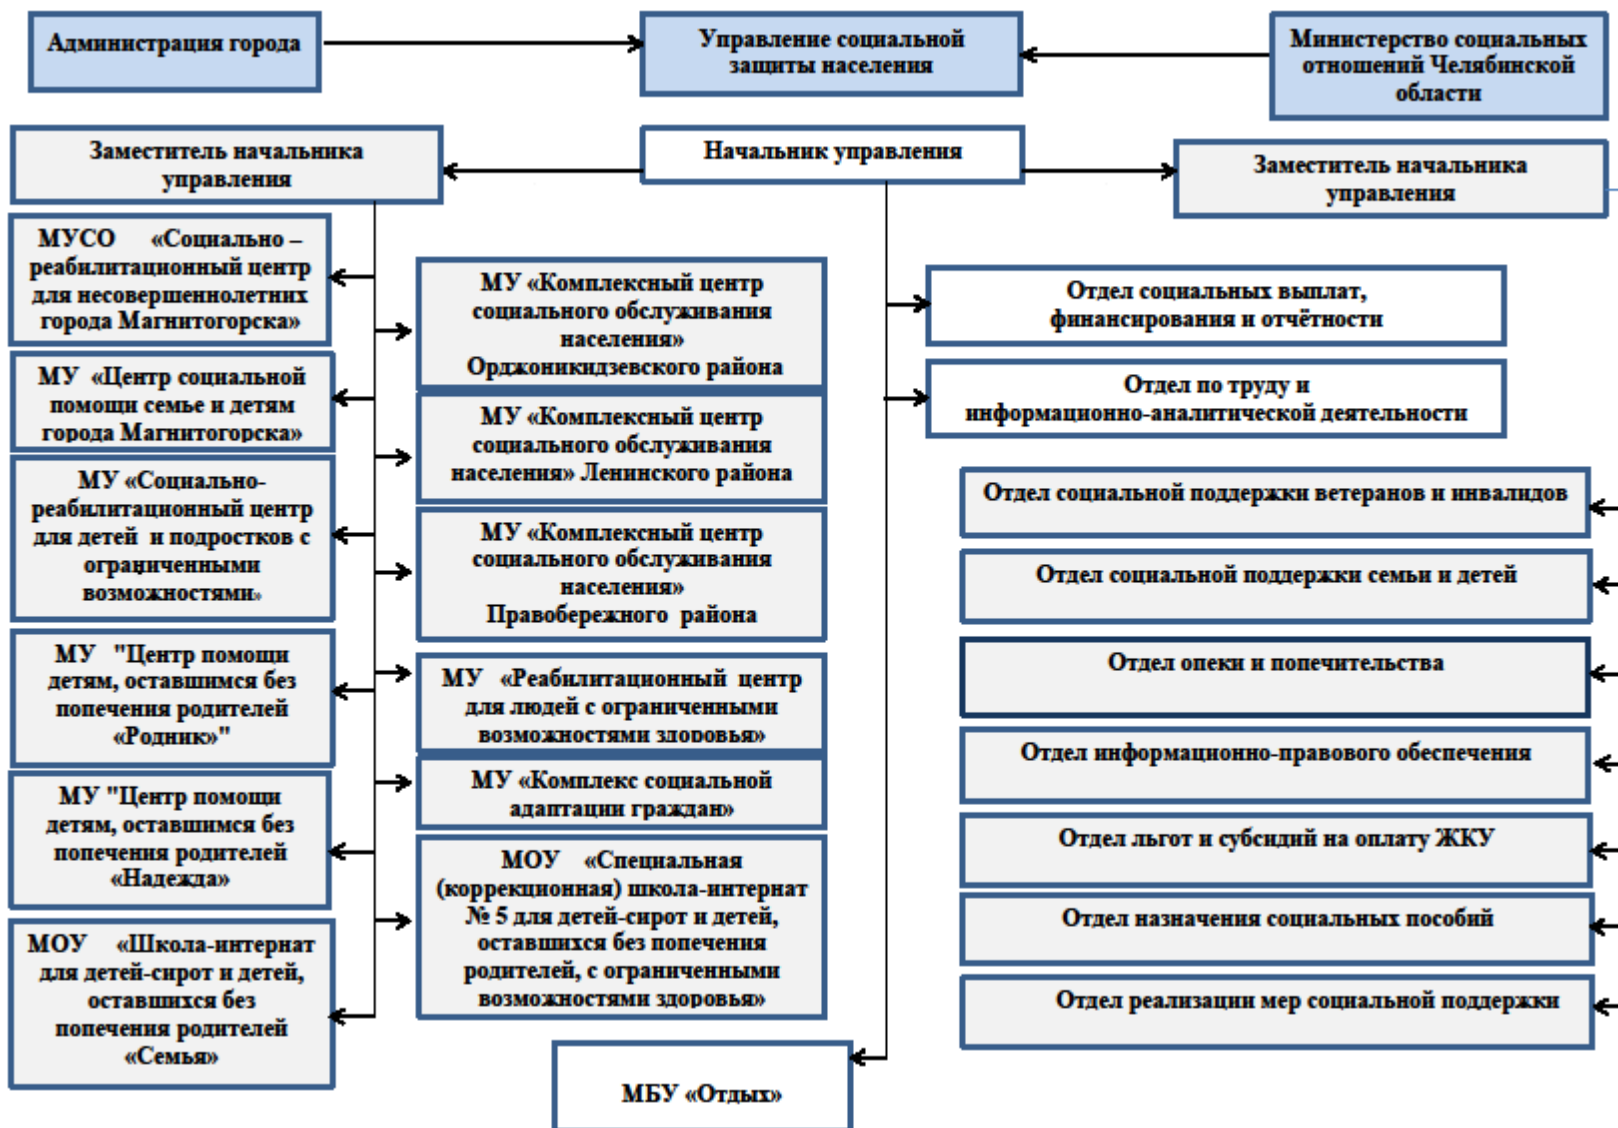 Администрация города
Управление социальной
защиты населения
Министерство социальных
отношений Челябинской
области
Заместитель начальника
управления
Начальник управления
Заместитель начальника
управления
МУСО «Социально –
реабилитационный центр
для несовершеннолетних
города Магнитогорска»
МУ «Центр социальной
помощи семье и детям
города Магнитогорска»
МУ «Социально-
реабилитационный центр
для детей и подростков с
ограниченными
возможностями»
МУ "Центр помощи
детям, оставшимся без
попечения родителей
«Родник»"
МУ "Центр помощи
детям, оставшимся без
попечения родителей
«Надежда»
МОУ «Школа-интернат
для детей-сирот и детей,
оставшихся без
попечения родителей
«Семья»
МУ «Комплексный центр
социального обслуживания
населения»
Орджоникидзевского района
МУ «Комплексный центр
социального обслуживания
населения» Ленинского района
МУ «Комплексный центр
социального обслуживания
населения»
Правобережного района
МУ «Реабилитационный центр
для людей с ограниченными
возможностями здоровья»
МУ «Комплекс социальной
адаптации граждан»
МОУ «Специальная
(коррекционная) школа-интернат
№ 5 для детей-сирот и детей,
оставшихся без попечения
родителей, с ограниченными
возможностями здоровья»
МБУ «Отдых»
Отдел социальных выплат,
финансирования и отчётности
Отдел по труду и
информационно-аналитической деятельности
Отдел социальной поддержки ветеранов и инвалидов
Отдел социальной поддержки семьи и детей
Отдел опеки и попечительства
Отдел информационно-правового обеспечения
Отдел льгот и субсидий на оплату ЖКУ
Отдел назначения социальных пособий
Отдел реализации мер социальной поддержки